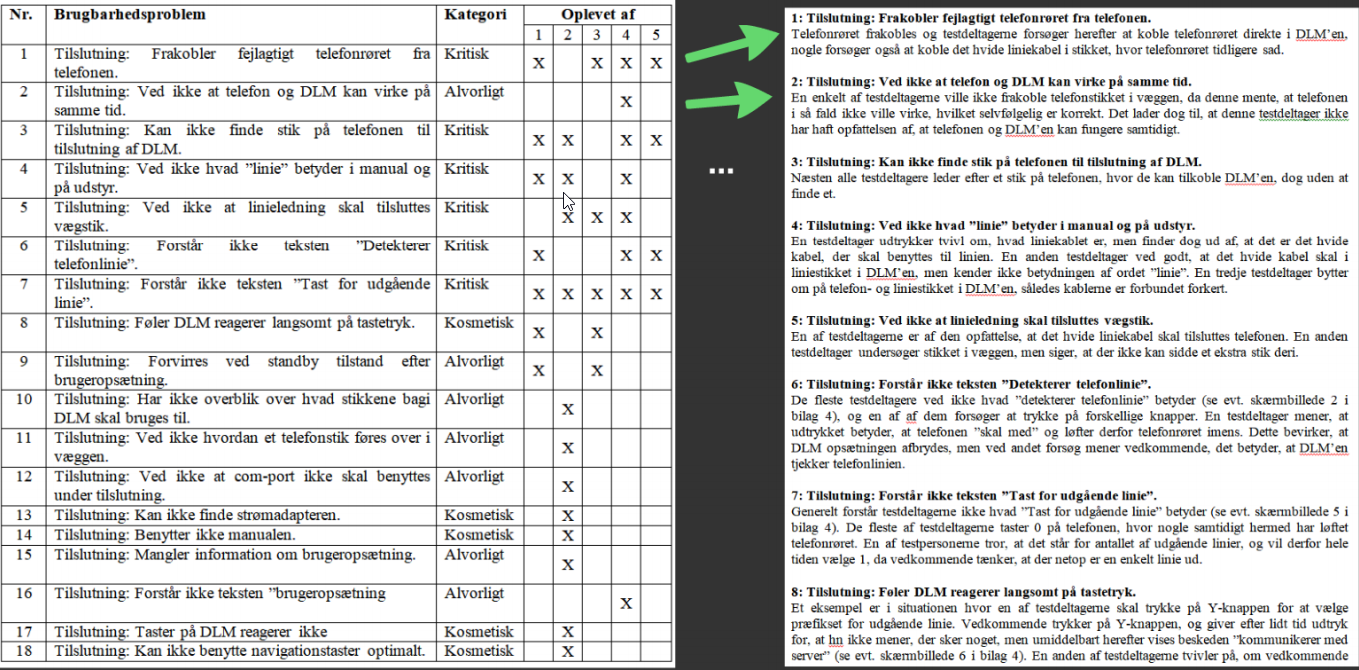 Nr. Brugbarhedsproblem Kategori Oplevet af
1 2 3 4 5
1 Tilslutning: Frakobler fejlagtigt telefonrøret fra Kritisk X X X X
telefonen.
2 Tilslutning: Ved ikke at telefon og DLM kan virke på Alvorligt X
samme tid.
3 Tilslutning: Kan ikke finde stik på telefonen til Kritisk X X X X
tilslutning af DLM.
4 Tilslutning: Ved ikke hvad ”linie” betyder i manual og Kritisk X X X
på udstyr.
5 Tilslutning: Ved ikke at linieledning skal tilsluttes Kritisk X X X
vægstik.
6 Tilslutning: Forstår ikke teksten ”Detekterer Kritisk X X X
telefonlinie”.
7 Tilslutning: Forstår ikke teksten ”Tast for udgående Kritisk X X X X X
linie”.
8 Tilslutning: Føler DLM reagerer langsomt på tastetryk. Kosmetisk X X
9 Tilslutning: Forvirres ved standby tilstand efter Alvorligt X X
brugeropsætning.
10 Tilslutning: Har ikke overblik over hvad stikkene bagi Alvorligt X
DLM skal bruges til.
11 Tilslutning: Ved ikke hvordan et telefonstik føres over i Alvorligt X
væggen.
12 Tilslutning: Ved ikke at com-port ikke skal benyttes Alvorligt X
under tilslutning.
13 Tilslutning: Kan ikke finde strømadapteren. Kosmetisk X
14 Tilslutning: Benytter ikke manualen. Kosmetisk X
15 Tilslutning: Mangler information om brugeropsætning. Alvorligt X
16 Tilslutning: Forstår ikke teksten ”brugeropsætning Alvorligt X
17 Tilslutning: Taster på DLM reagerer ikke Kosmetisk X
18 Tilslutning: Kan ikke benytte navigationstaster optimalt. Kosmetisk X
...
1: Tilslutning: Frakobler fejlagtigt telefonrøret fra telefonen.
Telefonrøret frakobles og testdeltagerne forsøger herefter at koble telefonrøret direkte i DLM’en,
nogle forsøger også at koble det hvide liniekabel i stikket, hvor telefonrøret tidligere sad.
2: Tilslutning: Ved ikke at telefon og DLM kan virke på samme tid.
En enkelt af testdeltagerne ville ikke frakoble telefonstikket i væggen, da denne mente, at telefonen
i så fald ikke ville virke, hvilket selvfølgelig er korrekt. Det lader dog til, at denne testdeltager ikke
har haft opfattelsen af, at telefonen og DLM’en kan fungere samtidigt.
3: Tilslutning: Kan ikke finde stik på telefonen til tilslutning af DLM.
Næsten alle testdeltagere leder efter et stik på telefonen, hvor de kan tilkoble DLM’en, dog uden at
finde et.
4: Tilslutning: Ved ikke hvad ”linie” betyder i manual og på udstyr.
En testdeltager udtrykker tvivl om, hvad liniekablet er, men finder dog ud af, at det er det hvide
kabel, der skal benyttes til linien. En anden testdeltager ved godt, at det hvide kabel skal i
liniestikket i DLM’en, men kender ikke betydningen af ordet ”linie”. En tredje testdeltager bytter
om på telefon- og liniestikket i DLM’en, således kablerne er forbundet forkert.
5: Tilslutning: Ved ikke at linieledning skal tilsluttes vægstik.
En af testdeltagerne er af den opfattelse, at det hvide liniekabel skal tilsluttes telefonen. En anden
testdeltager undersøger stikket i væggen, men siger, at der ikke kan sidde et ekstra stik deri.
6: Tilslutning: Forstår ikke teksten ”Detekterer telefonlinie”.
De fleste testdeltagere ved ikke hvad ”detekterer telefonlinie” betyder (se evt. skærmbillede 2 i
bilag 4), og en af af dem forsøger at trykke på forskellige knapper. En testdeltager mener, at
udtrykket betyder, at telefonen ”skal med” og løfter derfor telefonrøret imens. Dette bevirker, at
DLM opsætningen afbrydes, men ved andet forsøg mener vedkommende, det betyder, at DLM’en
tjekker telefonlinien.
7: Tilslutning: Forstår ikke teksten ”Tast for udgående linie”.
Generelt forstår testdeltagerne ikke hvad ”Tast for udgående linie” betyder (se evt. skærmbillede 5 i
bilag 4). De fleste af testdeltagerne taster 0 på telefonen, hvor nogle samtidigt hermed har løftet
telefonrøret. En af testpersonerne tror, at det står for antallet af udgående linier, og vil derfor hele
tiden vælge 1, da vedkommende tænker, at der netop er en enkelt linie ud.
8: Tilslutning: Føler DLM reagerer langsomt på tastetryk.
Et eksempel er i situationen hvor en af testdeltagerne skal trykke på Y-knappen for at vælge
præfikset for udgående linie. Vedkommende trykker på Y-knappen, og giver efter lidt tid udtryk
for, at hn ikke mener, der sker noget, men umiddelbart herefter vises beskeden ”kommunikerer med
server” (se evt. skærmbillede 6 i bilag 4). En anden af testdeltagerne tvivler på, om vedkommende